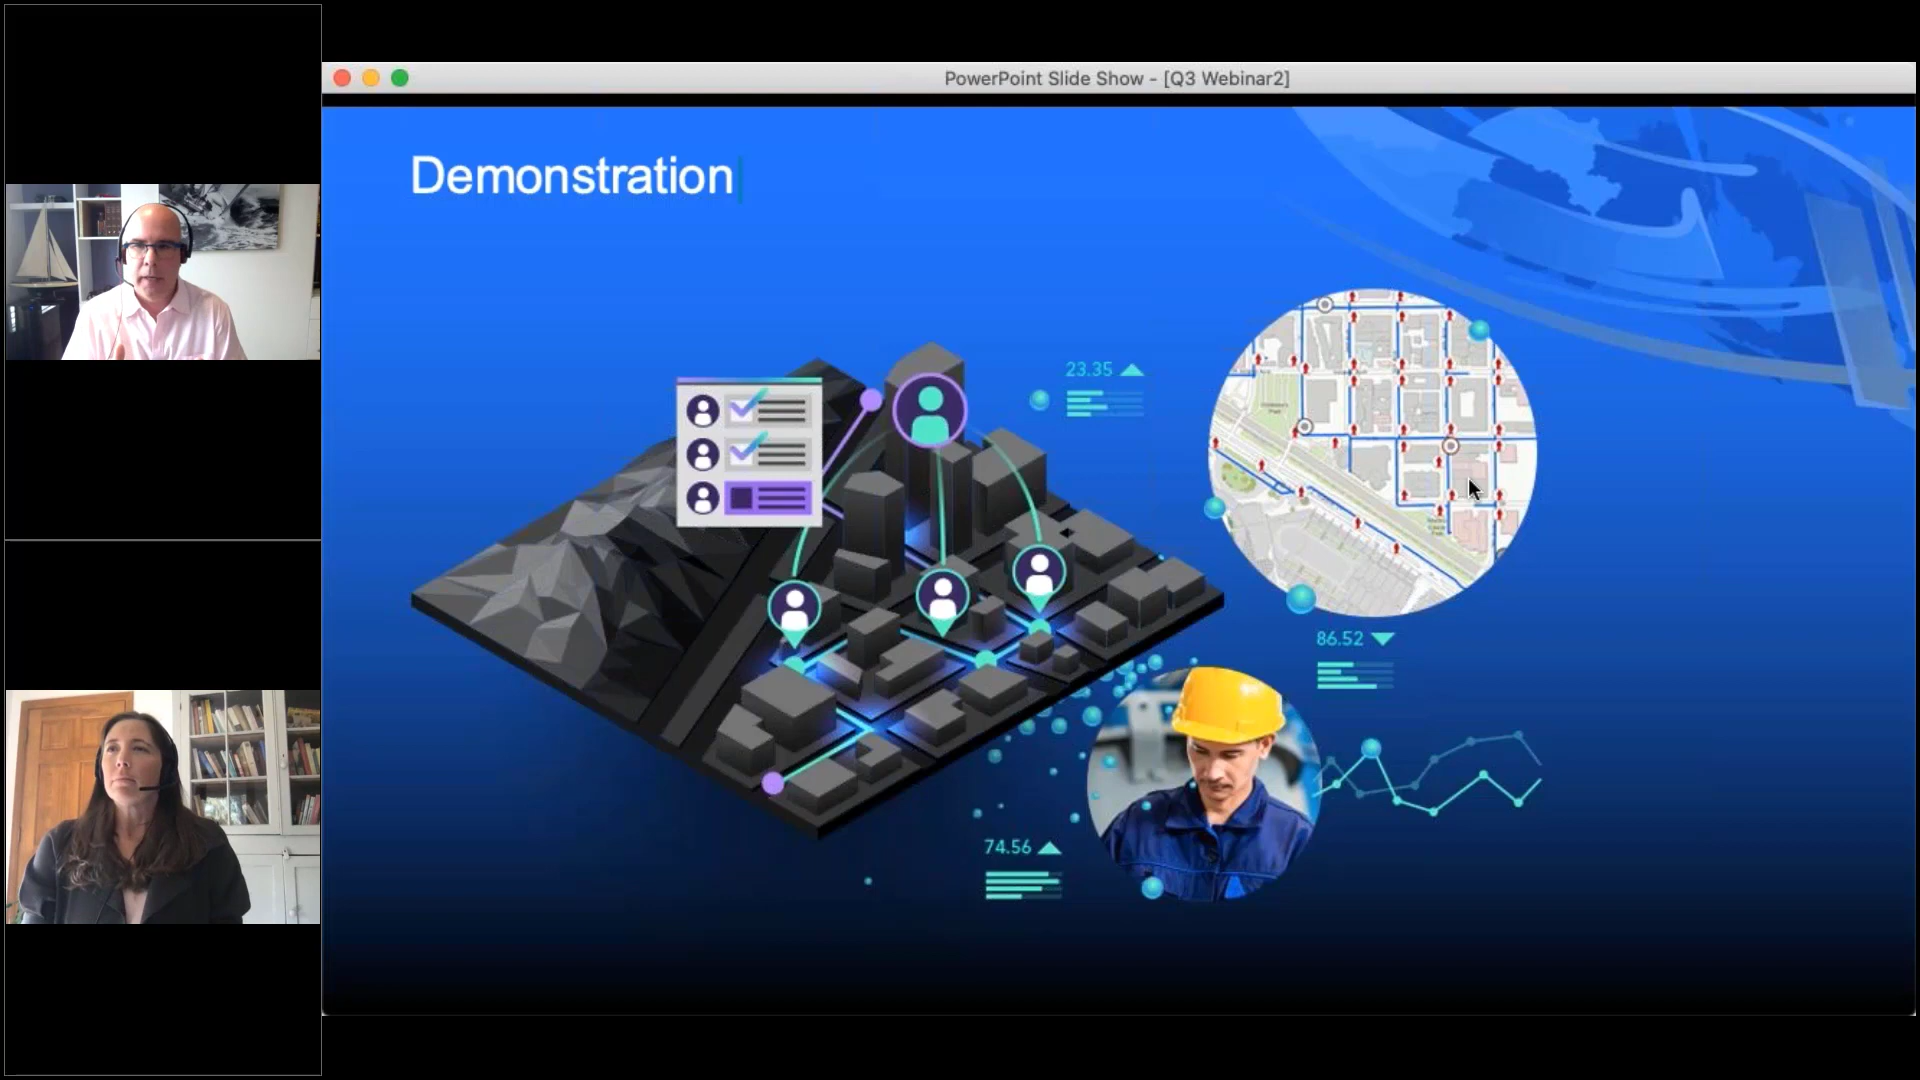 PowerPoint Slide Show - [Q3 Webinar2]
Demonstration
23.35
86.52
74.56